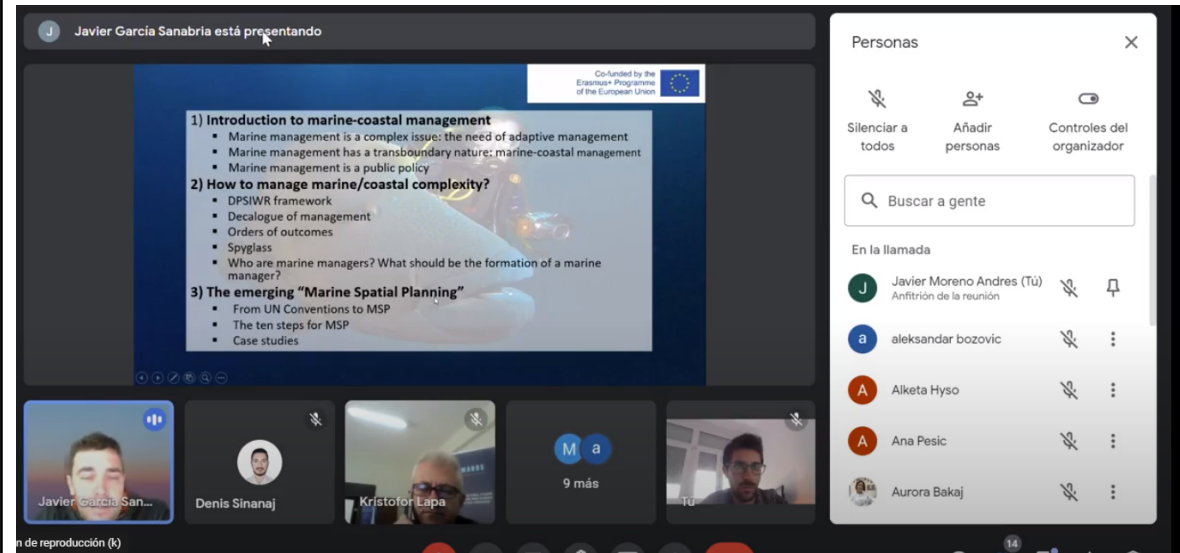 J Javier García Sanabria está presentando
Co-funded by the
Erasmus+ Programme
of the European Union
1) Introduction to marine-coastal management
▪ Marine management is a complex issue: the need of adaptive management
▪ Marine management has a transboundary nature: marine-coastal management
▪ Marine management is a public policy
2) How to manage marine/coastal complexity?
▪ DPSIWR framework
▪ Decalogue of management
▪ Orders of outcomes
▪ Spyglass
▪ Who are marine managers? What should be the formation of a marine
manager?
3) The emerging “Marine Spatial Planning”
▪ From UN Conventions to MSP
▪ The ten steps for MSP
▪ Case studies
Javier García San...
Denis Sinanaj
Kristofor Lapa
M a
9 más
Tú
n de reproducción (k)
Personas
Silenciar a
todos
Añadir
personas
Controles del
organizador
Buscar a gente
En la llamada
J Javier Moreno Andres (Tú)
Anfitrión de la reunión
a aleksandar bozovic
A Alketa Hyso
A Ana Pesic
Aurora Bakaj
14